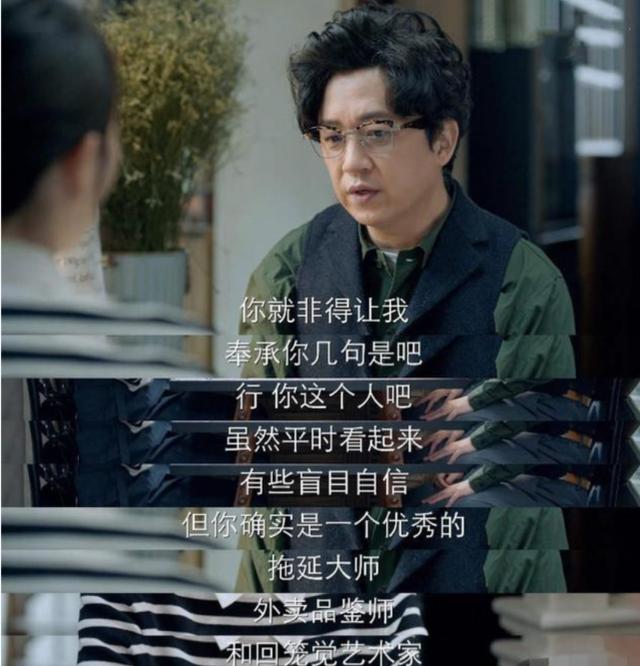 你就非得让我
奉承你几句是吧
行 你这个人吧
虽然平时看起来
有些盲目自信
但你确实是一个优秀的
拖延大师
外卖品鉴师
和回笼觉艺术家